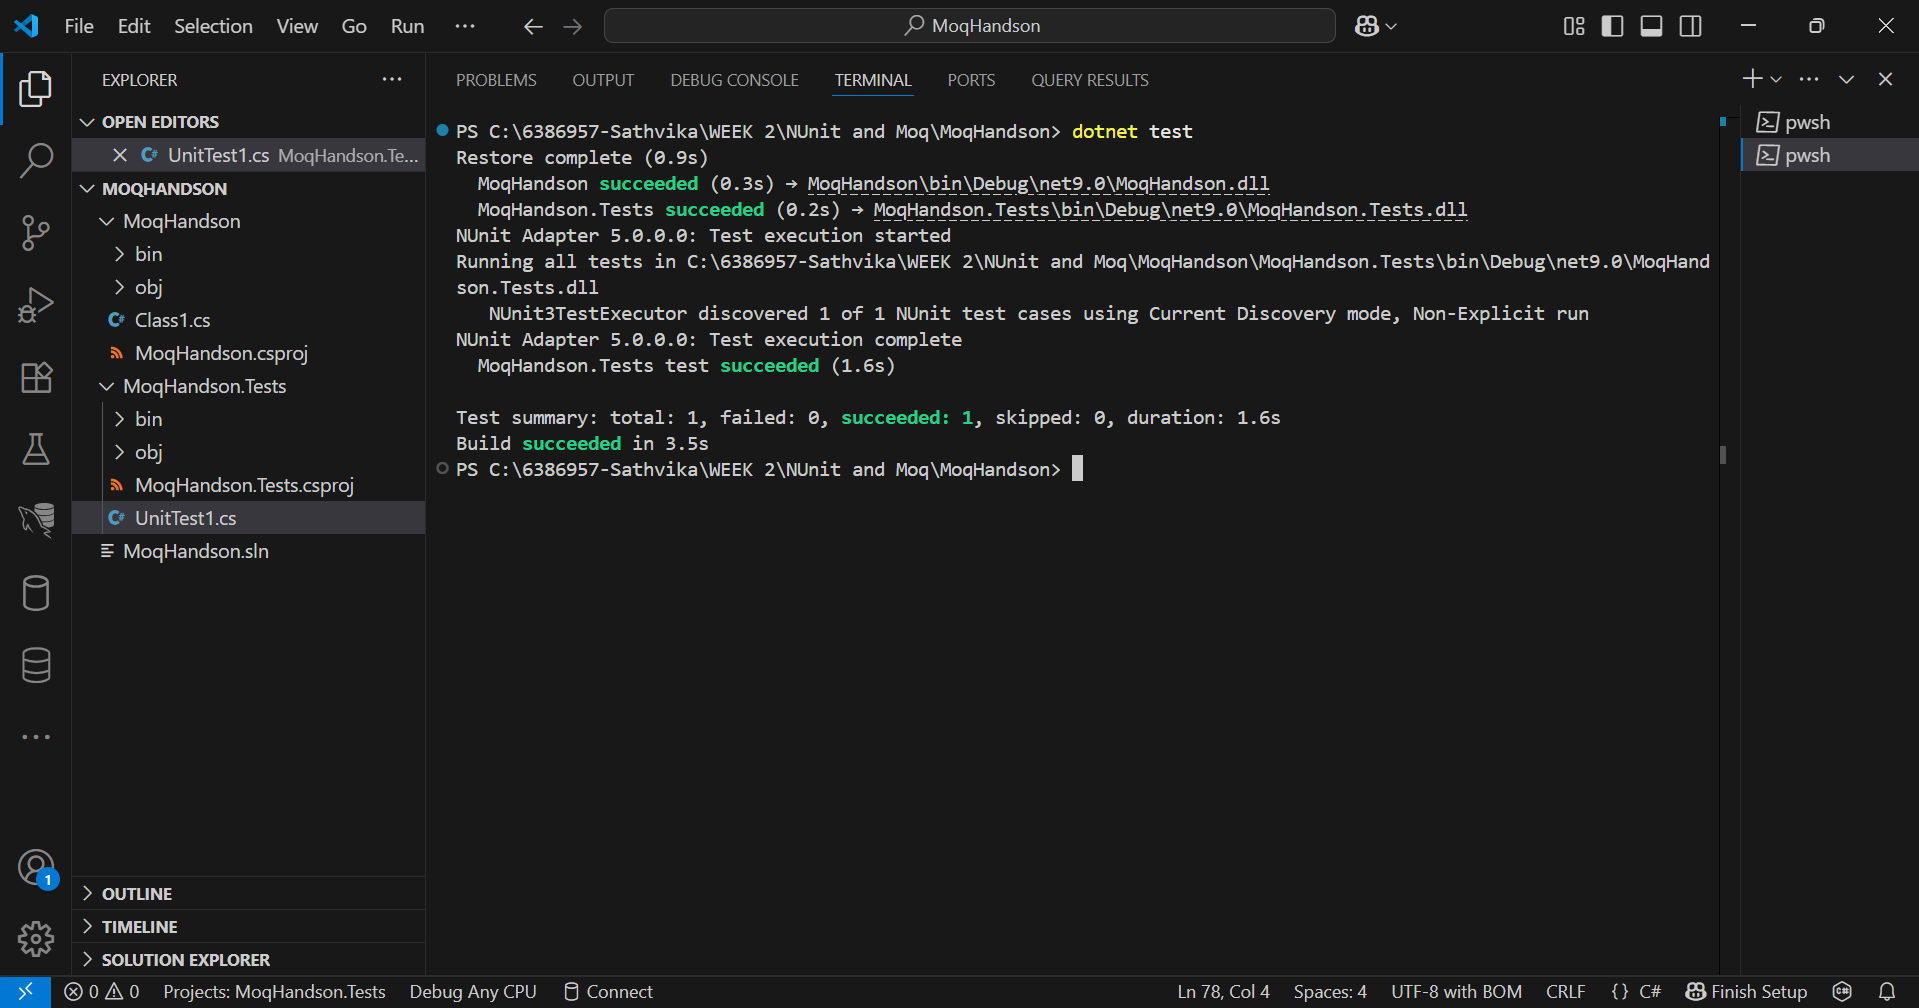 File Edit Selection View Go Run ··· MoqHandson
EXPLORER ···
OPEN EDITORS
UnitTest1.cs MoqHandson.Te...
MOQHANDSON
MoqHandson
bin
obj
Class1.cs
MoqHandson.csproj
MoqHandson.Tests
bin
obj
MoqHandson.Tests.csproj
UnitTest1.cs
MoqHandson.sln
OUTLINE
TIMELINE
SOLUTION EXPLORER
PROBLEMS OUTPUT DEBUG CONSOLE TERMINAL PORTS QUERY RESULTS
PS C:\6386957-Sathvika\WEEK 2\NUnit and Moq\MoqHandson> dotnet test
Restore complete (0.9s)
MoqHandson succeeded (0.3s) → MoqHandson\bin\Debug\net9.0\MoqHandson.dll
MoqHandson.Tests succeeded (0.2s) → MoqHandson.Tests\bin\Debug\net9.0\MoqHandson.Tests.dll
NUnit Adapter 5.0.0.0: Test execution started
Running all tests in C:\6386957-Sathvika\WEEK 2\NUnit and Moq\MoqHandson\MoqHandson.Tests\bin\Debug\net9.0\MoqHand
son.Tests.dll
NUnit3TestExecutor discovered 1 of 1 NUnit test cases using Current Discovery mode, Non-Explicit run
NUnit Adapter 5.0.0.0: Test execution complete
MoqHandson.Tests test succeeded (1.6s)
Test summary: total: 1, failed: 0, succeeded: 1, skipped: 0, duration: 1.6s
Build succeeded in 3.5s
PS C:\6386957-Sathvika\WEEK 2\NUnit and Moq\MoqHandson>
pwsh
pwsh
1
0 0 Projects: MoqHandson.Tests Debug Any CPU Connect Ln 78, Col 4 Spaces: 4 UTF-8 with BOM CRLF {} C# Finish Setup